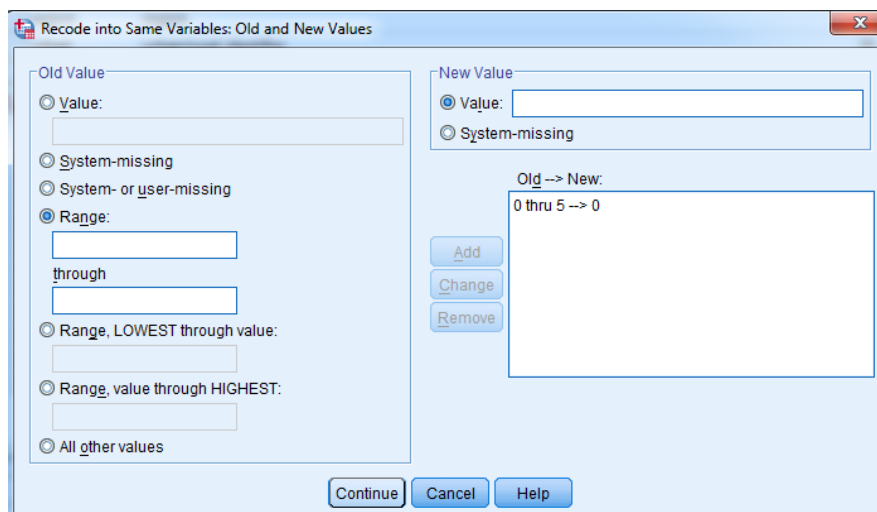 Recode into Same Variables: Old and New Values
Old Value
Value:
System-missing
System- or user-missing
Range:
through
Range, LOWEST through value:
Range, value through HIGHEST:
All other values
New Value
Value:
System-missing
Old --> New:
0 thru 5 --> 0
Add
Change
Remove
Continue
Cancel
Help